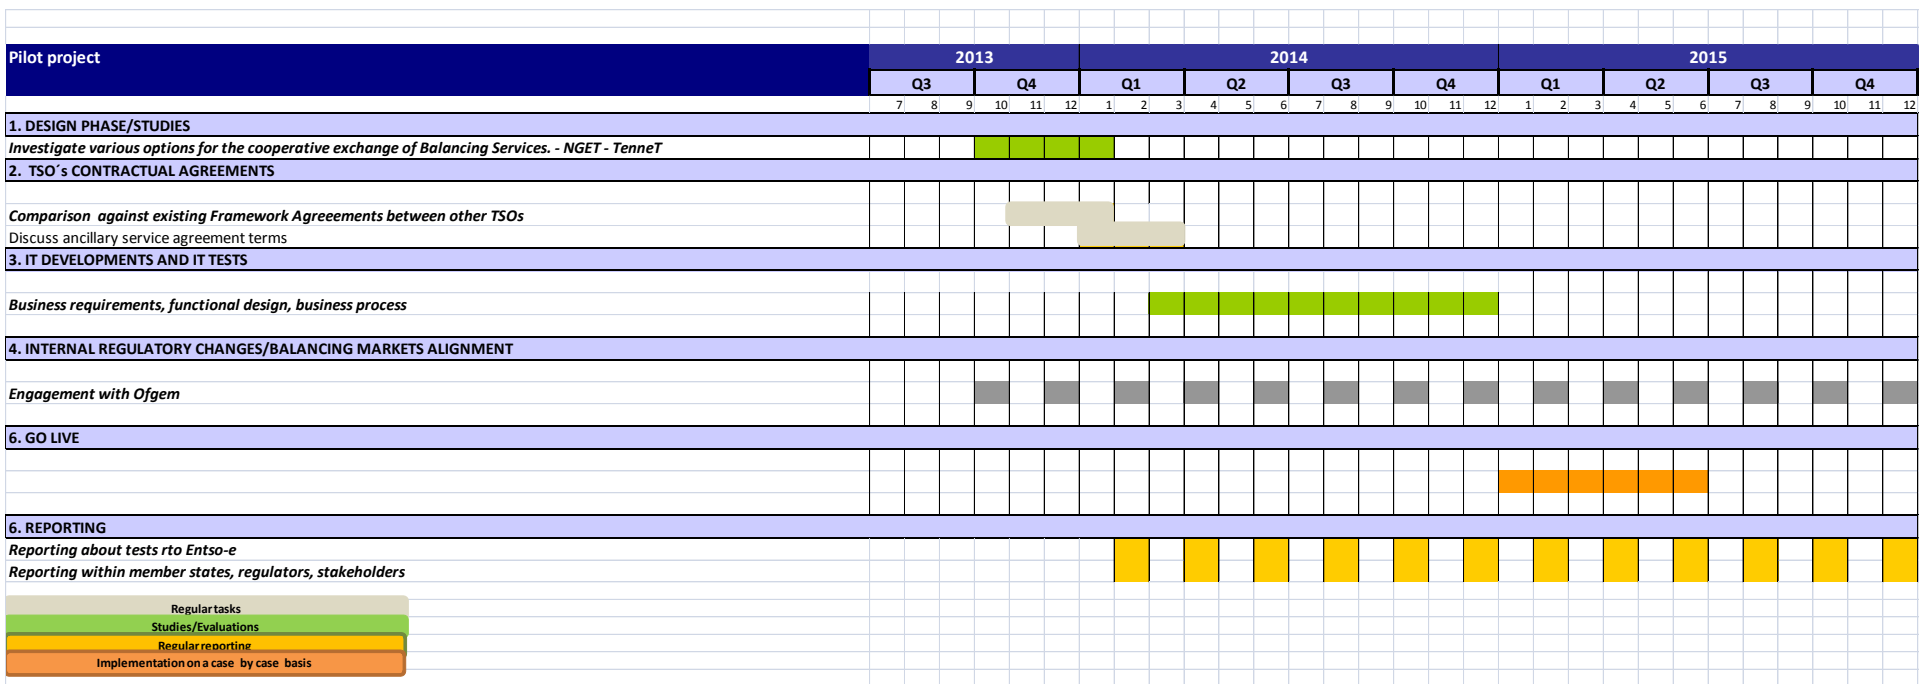 Pilot project 2013 2014 2015
Q3 Q4 Q1 Q2 Q3 Q4 Q1 Q2 Q3 Q4
7 8 9 10 11 12 1 2 3 4 5 6 7 8 9 10 11 12 1 2 3 4 5 6 7 8 9 10 11 12
1. DESIGN PHASE/STUDIES
Investigate various options for the cooperative exchange of Balancing Services. - NGET - TenneT
2. TSO´s CONTRACTUAL AGREEMENTS
Comparison against existing Framework Agreeements between other TSOs
Discuss ancillary service agreement terms
3. IT DEVELOPMENTS AND IT TESTS
Business requirements, functional design, business process
4. INTERNAL REGULATORY CHANGES/BALANCING MARKETS ALIGNMENT
Engagement with Ofgem
6. GO LIVE
6. REPORTING
Reporting about tests rto Entso-e
Reporting within member states, regulators, stakeholders
Regular tasks
Studies/Evaluations
Regular reporting
Implementation on a case by case basis